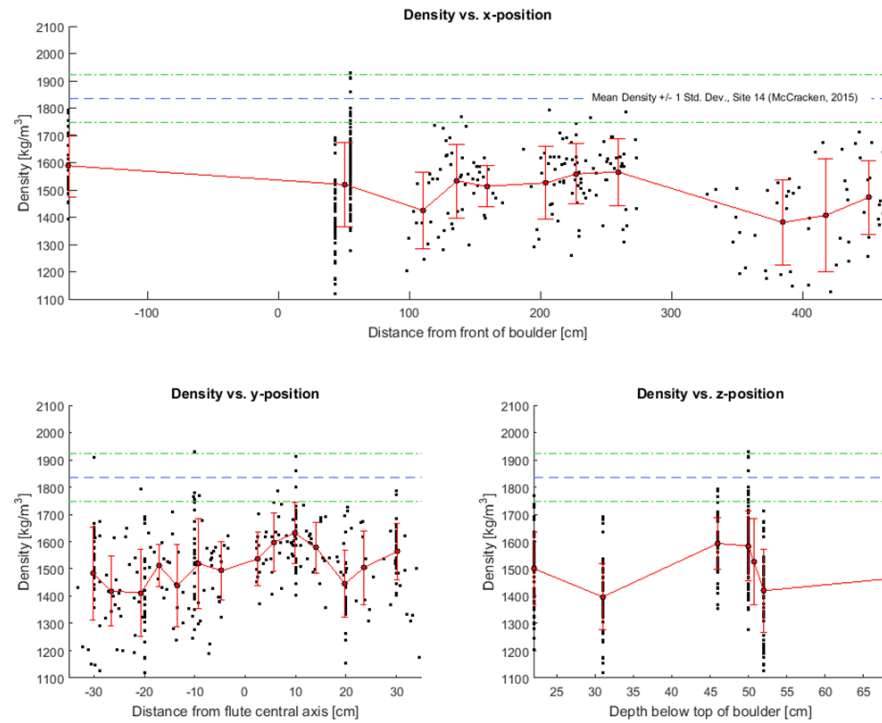 Density vs. x-position
2100
2000
1900
1800
1700
1600
1500
1400
1300
1200
1100
Density [kg/m³]
Mean Density +/- 1 Std. Dev., Site 14 (McCracken, 2015)
-100 0 100 200 300 400
Distance from front of boulder [cm]
Density vs. y-position
2100
2000
1900
1800
1700
1600
1500
1400
1300
1200
1100
Density [kg/m³]
-30 -20 -10 0 10 20 30
Distance from flute central axis [cm]
Density vs. z-position
2100
2000
1900
1800
1700
1600
1500
1400
1300
1200
1100
Density [kg/m³]
25 30 35 40 45 50 55 60 65
Depth below top of boulder [cm]